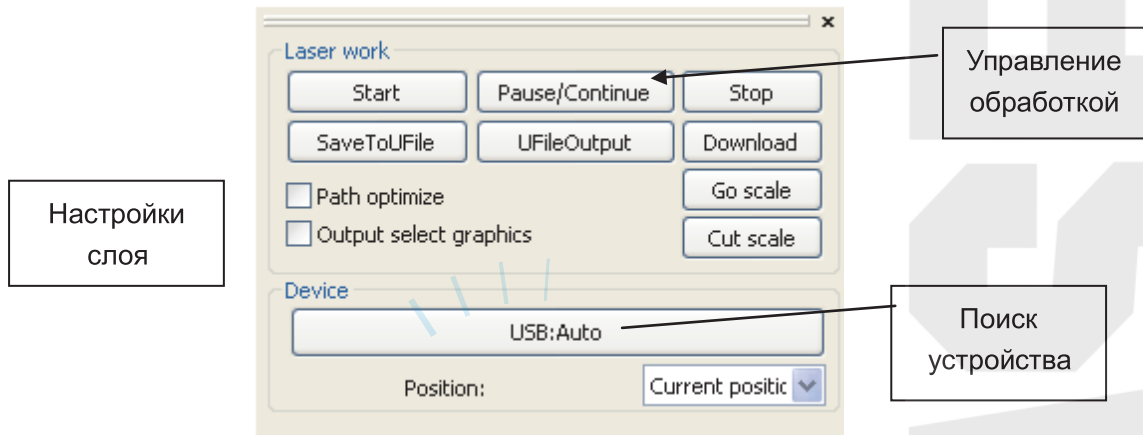 Laser work
Start Pause/Continue Stop
SaveToUFile UFileOutput Download
Path optimize Go scale
Output select graphics Cut scale
Device
USB:Auto
Position: Current positic
Настройки
слоя
Управление
обработкой
Поиск
устройства